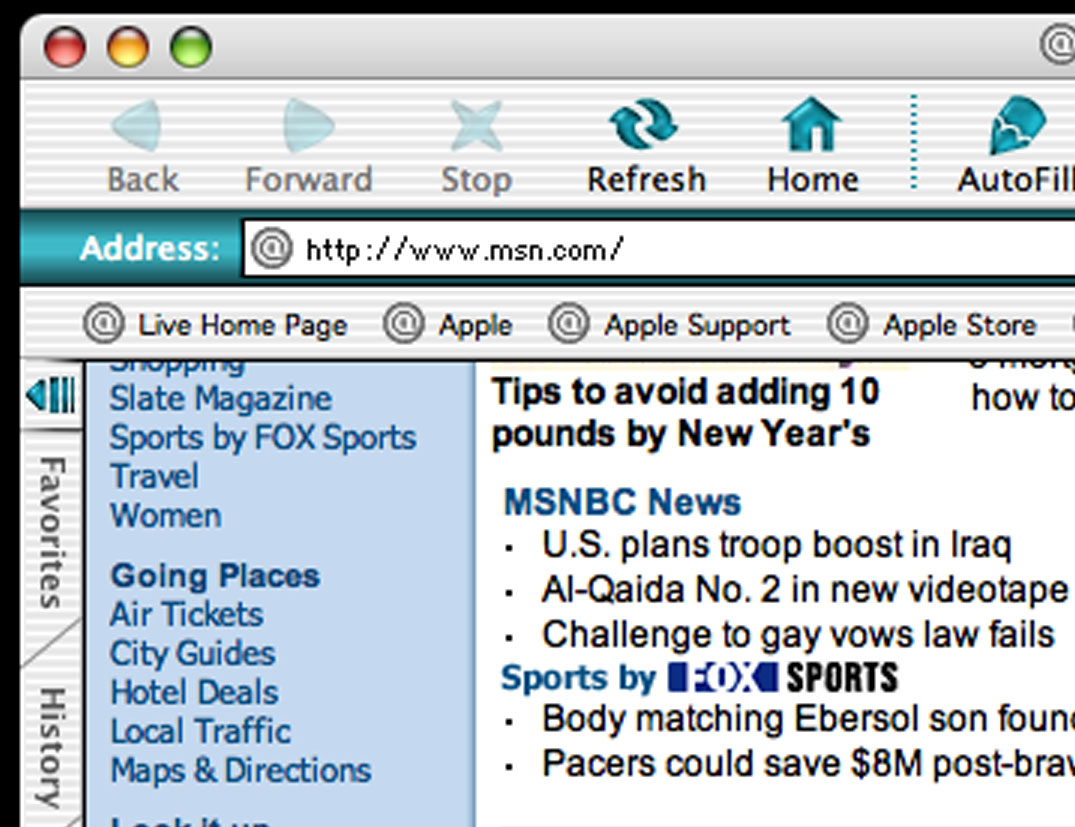 Back Forward Stop Refresh Home AutoFill
Address: http://www.msn.com/
Live Home Page Apple Apple Support Apple Store
Favorites
History
Shopping
Slate Magazine
Sports by FOX Sports
Travel
Women
Going Places
Air Tickets
City Guides
Hotel Deals
Local Traffic
Maps & Directions
Look it up
Tips to avoid adding 10
pounds by New Year's
how to
MSNBC News
· U.S. plans troop boost in Iraq
· Al-Qaida No. 2 in new videotape
· Challenge to gay vows law fails
Sports by FOX SPORTS
· Body matching Ebersol son foun
· Pacers could save $8M post-bra